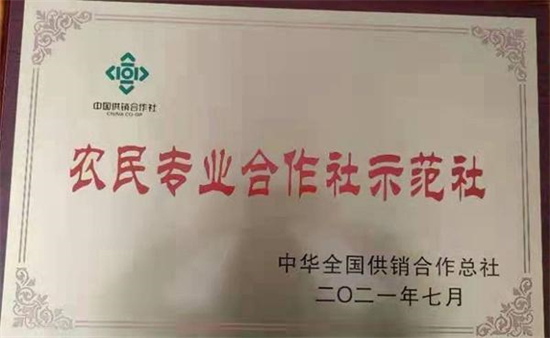 中国供销合作社
CHINA CO-OP
农民专业合作社示范社
中华全国供销合作总社
二〇二一年七月